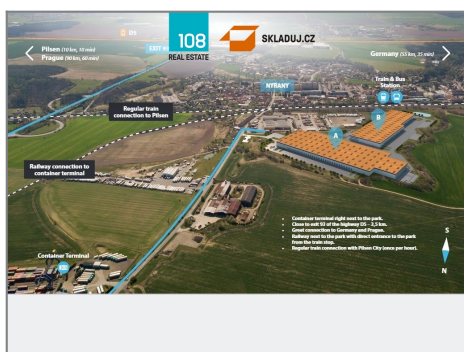 D5
EXIT 93
108
REAL ESTATE
SKLADUJ.CZ
Pilsen (10 km, 10 min)
Prague (90 km, 60 min)
Germany (55 km, 35 min)
Train & Bus
Station
NÝŘANY
Regular train
connection to Pilsen
A
B
Railway connection to
container terminal
• Container terminal right next to the park.
• Close to exit 93 of the highway D5 - 3,5 km.
• Great connection to Germany and Prague.
• Railway next to the park with direct entrance to the park
from the train stop.
• Regular train connection with Pilsen City (once per hour).
S
N
Container Terminal